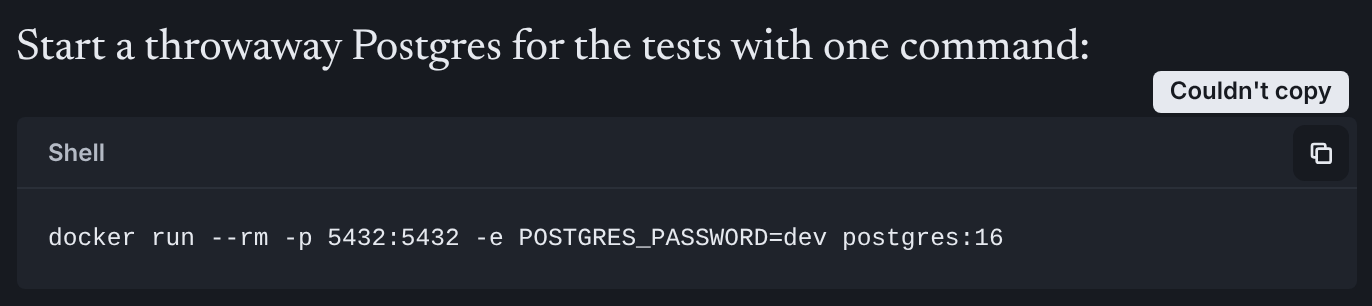 Start a throwaway Postgres for the tests with one command:
Couldn't copy
Shell
docker run --rm -p 5432:5432 -e POSTGRES_PASSWORD=dev postgres:16